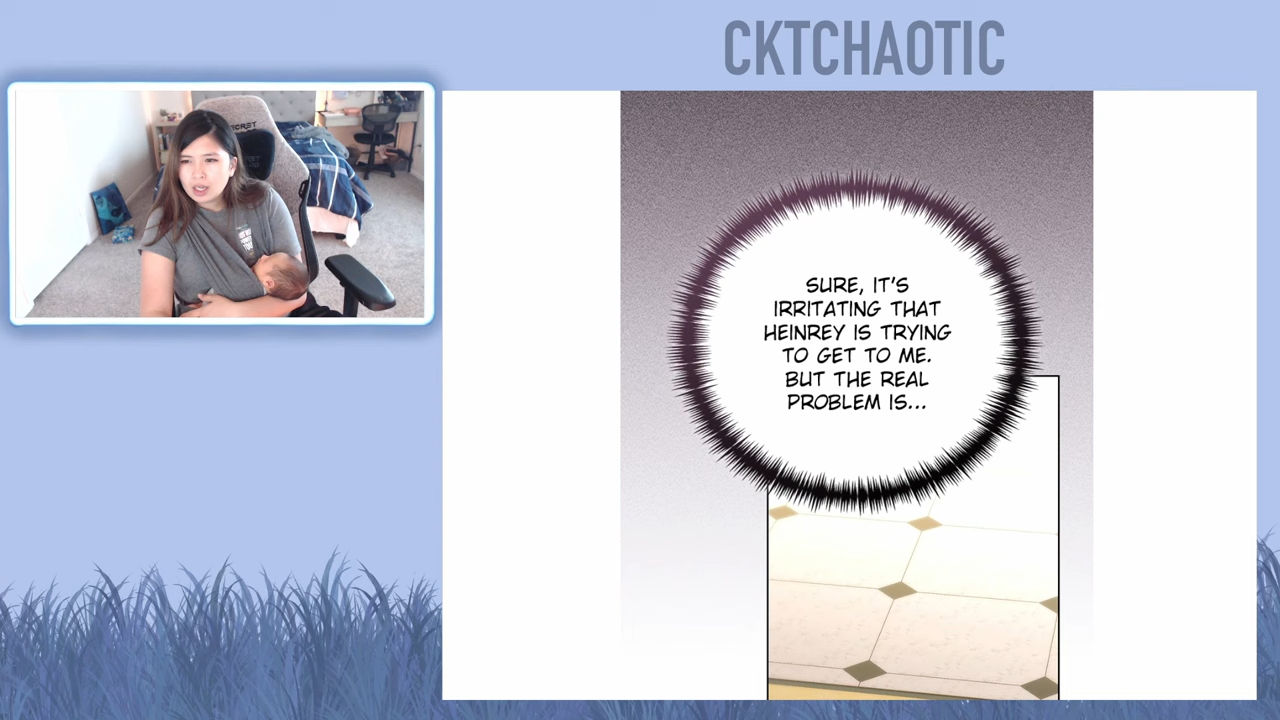 CKTCHAOTIC
SURE, IT'S
IRRITATING THAT
HEINREY IS TRYING
TO GET TO ME.
BUT THE REAL
PROBLEM IS...